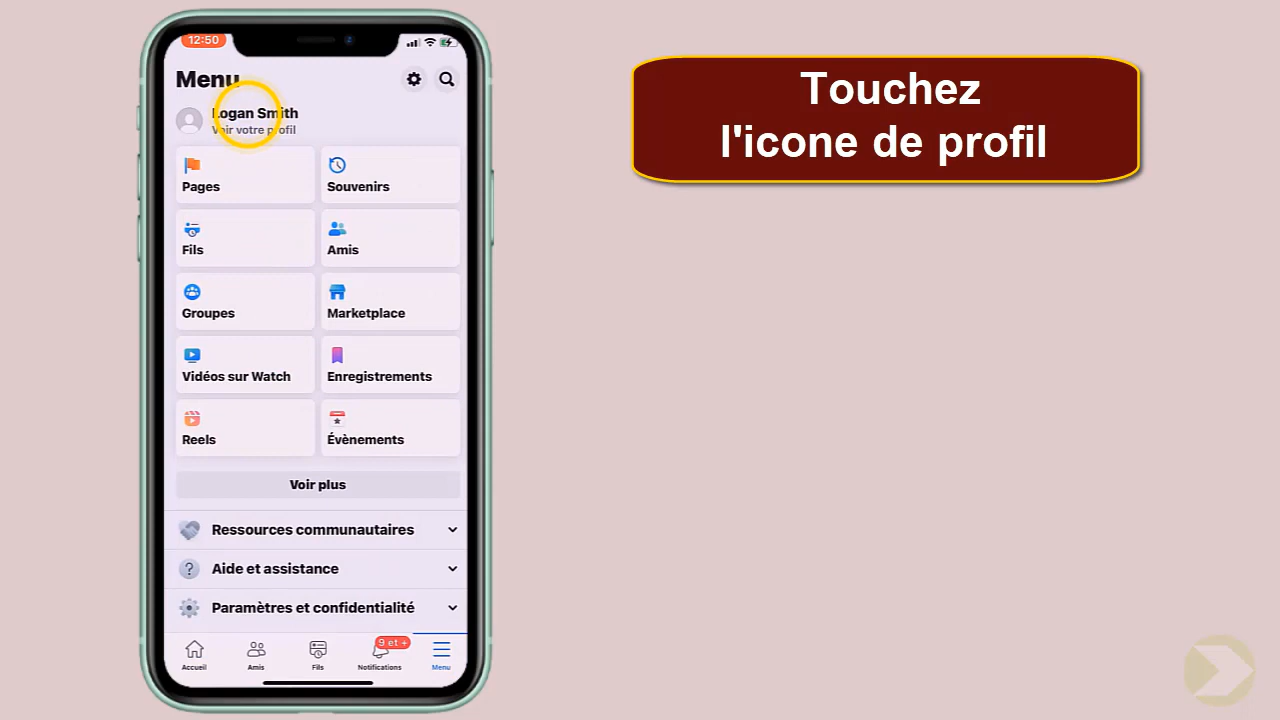 12:50
Menu
Logan Smith
Voir votre profil
Pages
Souvenirs
Fils
Amis
Groupes
Marketplace
Vidéos sur Watch
Enregistrements
Reels
Évènements
Voir plus
Ressources communautaires
Aide et assistance
Paramètres et confidentialité
9 et +
Accueil
Amis
Fils
Notifications
Menu
Touchez
l'icone de profil